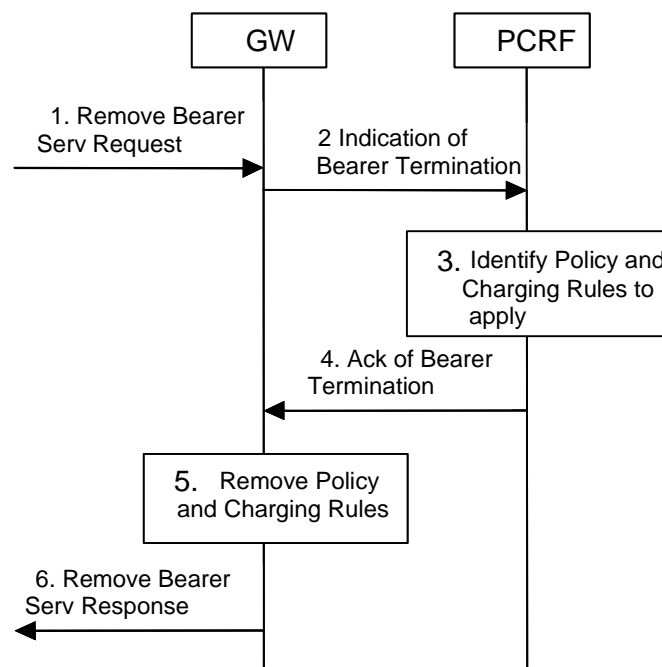 GW
PCRF
1. Remove Bearer
Serv Request
2 Indication of
Bearer Termination
3. Identify Policy and
Charging Rules to
apply
4. Ack of Bearer
Termination
5. Remove Policy
and Charging Rules
6. Remove Bearer
Serv Response